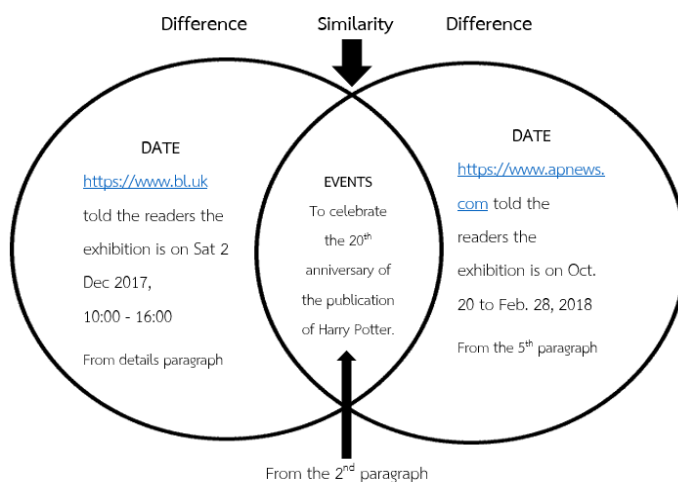 Difference
Similarity
Difference
DATE
https://www.bl.uk
told the readers the
exhibition is on Sat 2
Dec 2017,
10:00 - 16:00
From details paragraph
EVENTS
To celebrate
the 20th
anniversary of
the publication
of Harry Potter.
DATE
https://www.apnews.
com told the
readers the
exhibition is on Oct.
20 to Feb. 28, 2018
From the 5th paragraph
From the 2nd paragraph